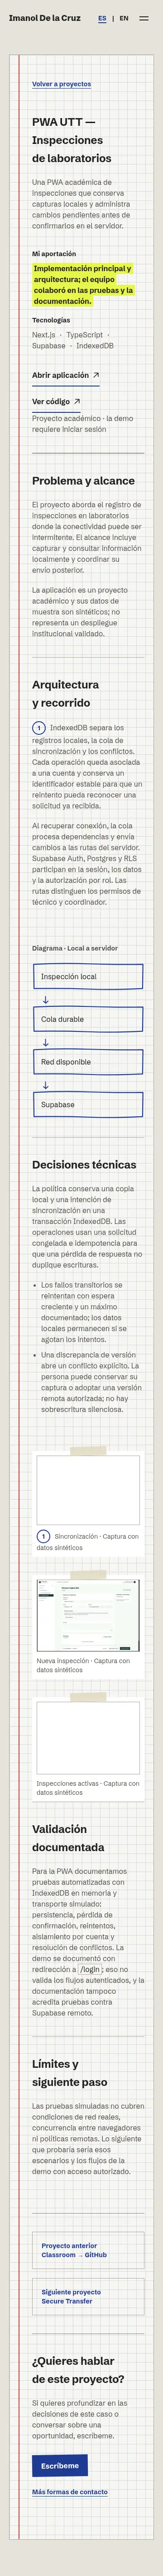 Imanol De la Cruz
ES | EN
Volver a proyectos
PWA UTT —
Inspecciones
de laboratorios
Una PWA académica de
inspecciones que conserva
capturas locales y administra
cambios pendientes antes de
confirmarlos en el servidor.
Mi aportación
Implementación principal y
arquitectura; el equipo
colaboró en las pruebas y la
documentación.
Tecnologías
Next.js · TypeScript ·
Supabase · IndexedDB
Abrir aplicación ↗
Ver código ↗
Proyecto académico · la demo
requiere iniciar sesión
Problema y alcance
El proyecto aborda el registro de
inspecciones en laboratorios
donde la conectividad puede ser
intermitente. El alcance incluye
capturar y consultar información
localmente y coordinar su
envío posterior.
La aplicación es un proyecto
académico y sus datos de
muestra son sintéticos; no
representa un despliegue
institucional validado.
Arquitectura
y recorrido
1 IndexedDB separa los
registros locales, la cola de
sincronización y los conflictos.
Cada operación queda asociada
a una cuenta y conserva un
identificador estable para que un
reintento pueda reconocer una
solicitud ya recibida.
Al recuperar conexión, la cola
procesa dependencias y envía
cambios a las rutas del servidor.
Supabase Auth, Postgres y RLS
participan en la sesión, los datos
y la autorización por rol. Las
rutas distinguen los permisos de
técnico y coordinador.
Diagrama · Local a servidor
Inspección local
↓
Cola durable
↓
Red disponible
↓
Supabase
Decisiones técnicas
La política conserva una copia
local y una intención de
sincronización en una
transacción IndexedDB. Las
operaciones usan una solicitud
congelada e idempotencia para
que una pérdida de respuesta no
duplique escrituras.
• Los fallos transitorios se
reintentan con espera
creciente y un máximo
documentado; los datos
locales permanecen si se
agotan los intentos.
• Una discrepancia de versión
abre un conflicto explícito. La
persona puede conservar su
captura o adoptar una versión
remota autorizada; no hay
sobrescritura silenciosa.
1 Sincronización · Captura con
datos sintéticos
Nueva inspección · Captura con
datos sintéticos
Inspecciones activas · Captura con
datos sintéticos
Validación
documentada
Para la PWA documentamos
pruebas automatizadas con
IndexedDB en memoria y
transporte simulado:
persistencia, pérdida de
confirmación, reintentos,
aislamiento por cuenta y
resolución de conflictos. La
demo se documentó con
redirección a /login; eso no
valida los flujos autenticados, y la
documentación tampoco
acredita pruebas contra
Supabase remoto.
Límites y
siguiente paso
Las pruebas simuladas no cubren
condiciones de red reales,
concurrencia entre navegadores
ni políticas remotas. Lo siguiente
que probaría sería esos
escenarios y los flujos de la
demo con acceso autorizado.
Proyecto anterior
Classroom → GitHub
Siguiente proyecto
Secure Transfer
¿Quieres hablar
de este proyecto?
Si quieres profundizar en las
decisiones de este caso o
conversar sobre una
oportunidad, escríbeme.
Escríbeme
Más formas de contacto